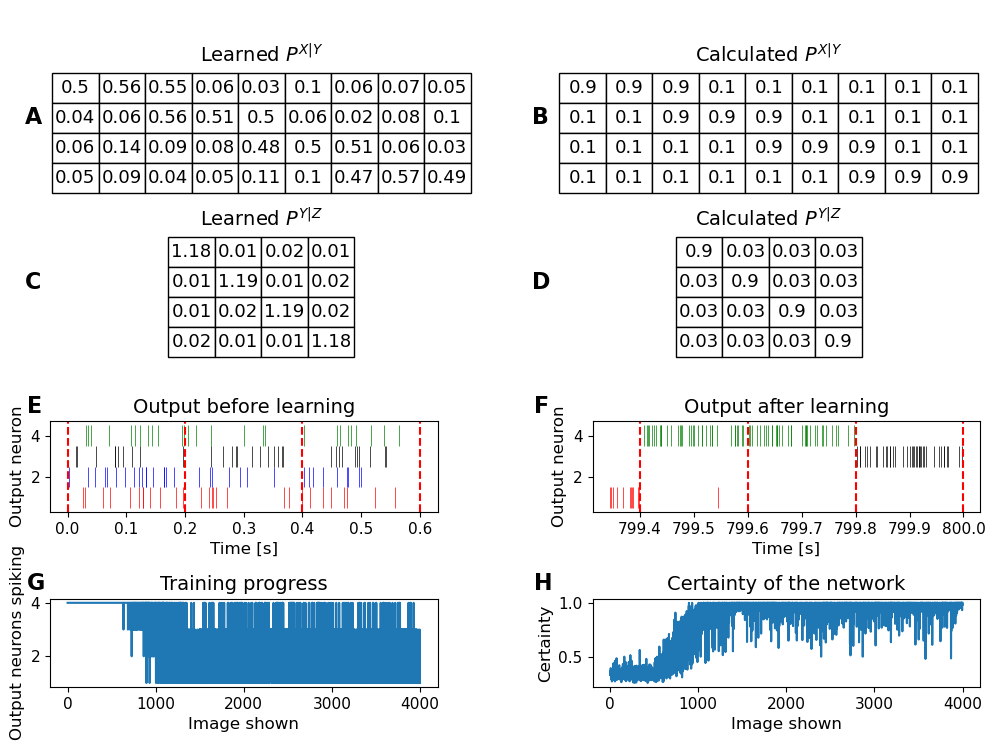 Learned P^{X|Y}
Calculated P^{X|Y}
A
0.5 0.56 0.55 0.06 0.03 0.1 0.06 0.07 0.05
0.04 0.06 0.56 0.51 0.5 0.06 0.02 0.08 0.1
0.06 0.14 0.09 0.08 0.48 0.5 0.51 0.06 0.03
0.05 0.09 0.04 0.05 0.11 0.1 0.47 0.57 0.49
B
0.9 0.9 0.9 0.1 0.1 0.1 0.1 0.1 0.1
0.1 0.1 0.9 0.9 0.9 0.1 0.1 0.1 0.1
0.1 0.1 0.1 0.1 0.9 0.9 0.9 0.1 0.1
0.1 0.1 0.1 0.1 0.1 0.1 0.9 0.9 0.9
Learned P^{Y|Z}
Calculated P^{Y|Z}
C
1.18 0.01 0.02 0.01
0.01 1.19 0.01 0.02
0.01 0.02 1.19 0.02
0.02 0.01 0.01 1.18
D
0.9 0.03 0.03 0.03
0.03 0.9 0.03 0.03
0.03 0.03 0.9 0.03
0.03 0.03 0.03 0.9
E
Output before learning
Output neuron
4
2
0.0 0.1 0.2 0.3 0.4 0.5 0.6
Time [s]
F
Output after learning
Output neuron
4
2
799.4 799.5 799.6 799.7 799.8 799.9 800.0
Time [s]
G
Training progress
Output neurons spiking
4
2
0 1000 2000 3000 4000
Image shown
H
Certainty of the network
Certainty
1.0
0.5
0 1000 2000 3000 4000
Image shown